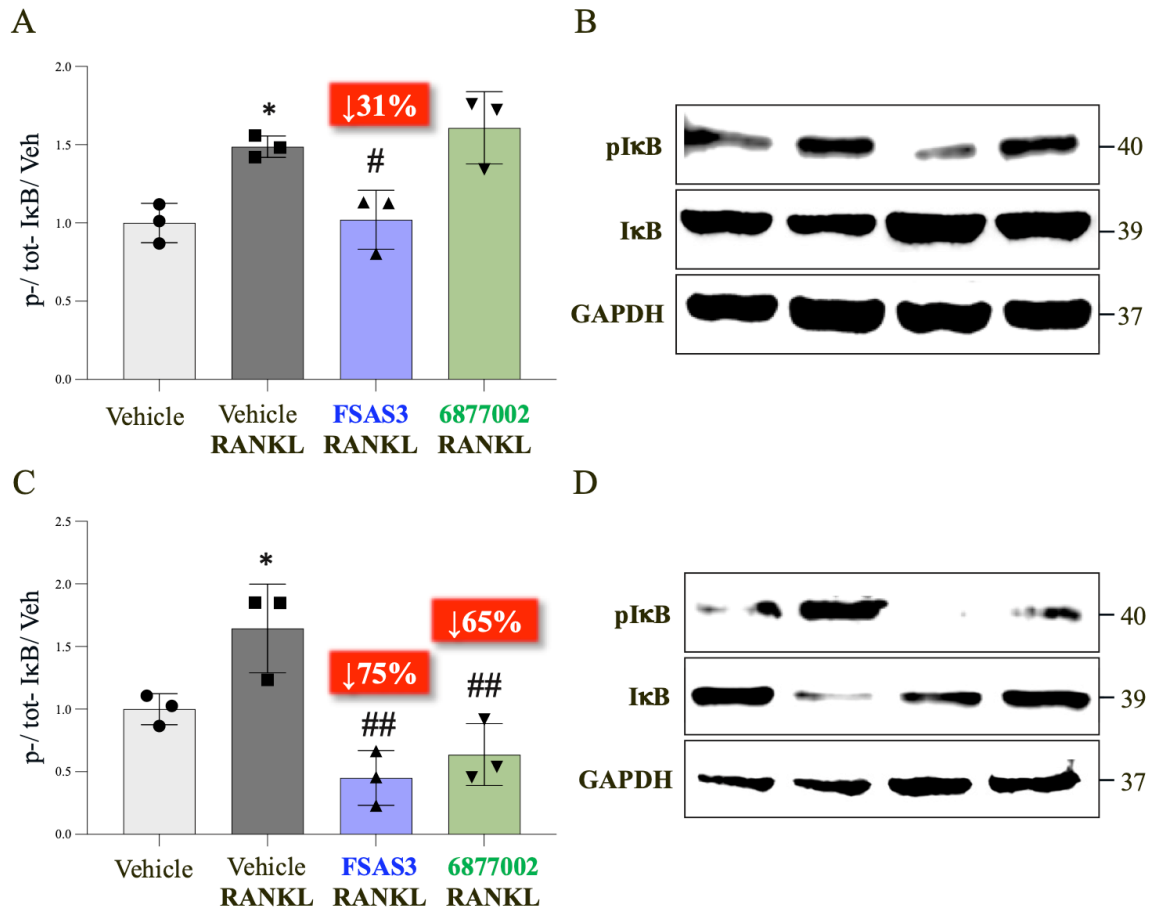 A
B
p-/ tot- IκB/ Veh
2.0
1.5
1.0
0.5
0.0
*
↓31%
#
Vehicle
Vehicle
RANKL
FSAS3
RANKL
6877002
RANKL
pIκB
40
IκB
39
GAPDH
37
C
D
p-/ tot- IκB/ Veh
2.5
2.0
1.5
1.0
0.5
0.0
*
↓75%
##
↓65%
##
Vehicle
Vehicle
RANKL
FSAS3
RANKL
6877002
RANKL
pIκB
40
IκB
39
GAPDH
37